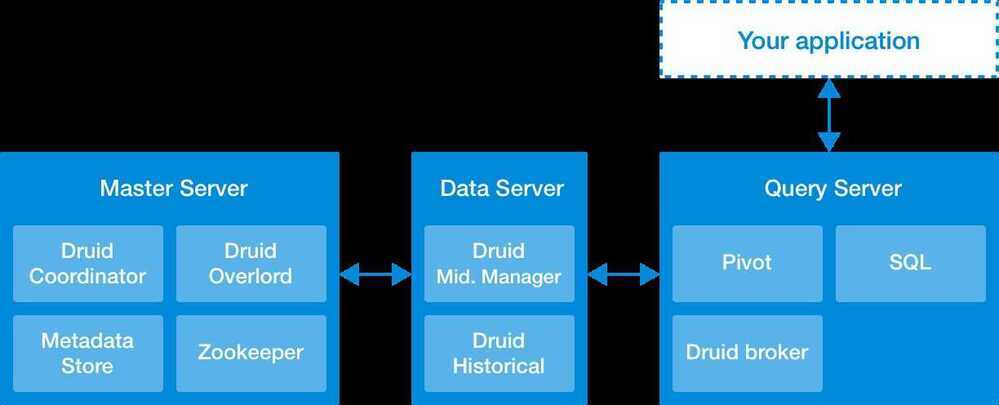 Your application
Master Server
Druid
Coordinator
Druid
Overlord
Metadata
Store
Zookeeper
Data Server
Druid
Mid. Manager
Druid
Historical
Query Server
Pivot
SQL
Druid broker